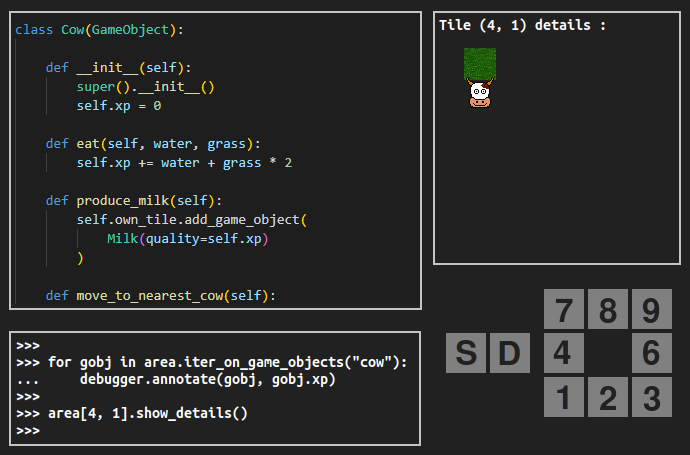 class Cow(GameObject):
    def __init__(self):
        super().__init__()
        self.xp = 0
    def eat(self, water, grass):
        self.xp += water + grass * 2
    def produce_milk(self):
        self.own_tile.add_game_object(
            Milk(quality=self.xp)
        )
    def move_to_nearest_cow(self):
>>>
>>> for gobj in area.iter_on_game_objects("cow"):
...     debugger.annotate(gobj, gobj.xp)
>>>
>>> area[4, 1].show_details()
>>>
Tile (4, 1) details :
7 8 9
S D 4 6
1 2 3